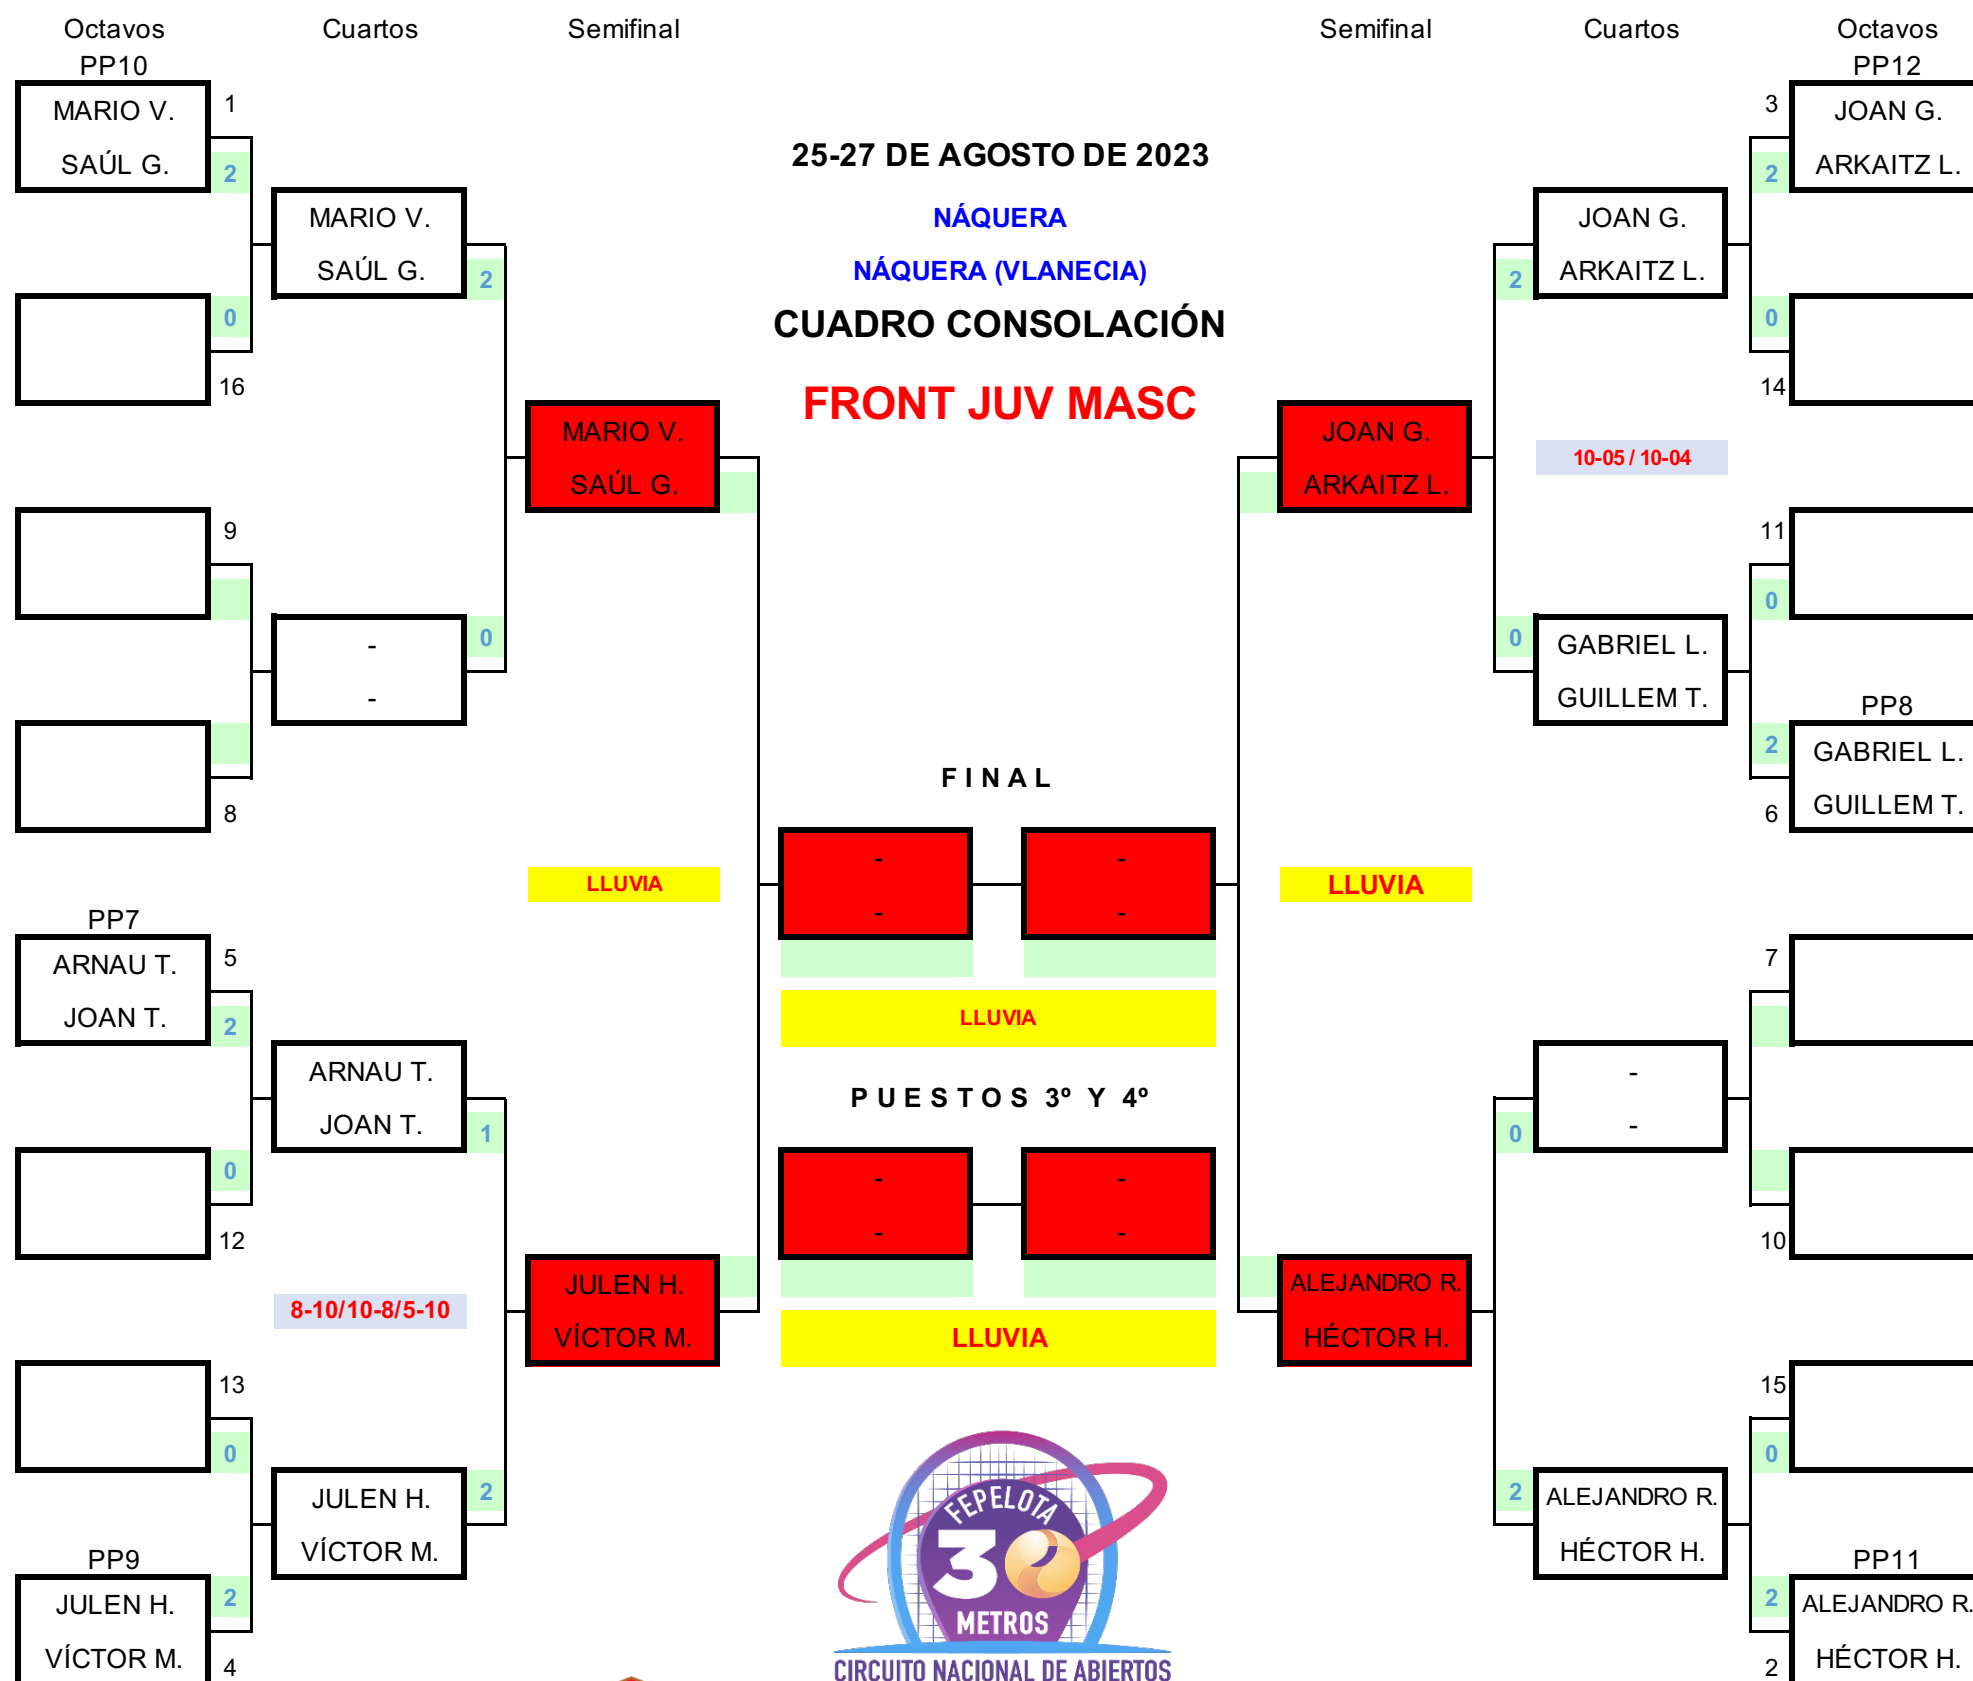 Octavos Cuartos Semifinal Semifinal Cuartos Octavos
PP10 PP12
MARIO V. 1 3 JOAN G.
25-27 DE AGOSTO DE 2023
SAÚL G. 2 2 ARKAITZ L.
MARIO V. NÁQUERA JOAN G.
SAÚL G. 2 NÁQUERA (VLANECIA) 2 ARKAITZ L.
0 CUADRO CONSOLACIÓN 0
16 14
FRONT JUV MASC
MARIO V. JOAN G.
10-05 / 10-04
SAÚL G. ARKAITZ L.
9 11
0
- 0 0 GABRIEL L.
- GUILLEM T.
PP8
2 GABRIEL L.
FINAL
8 6 GUILLEM T.
- -
LLUVIA LLUVIA
- -
PP7
ARNAU T. 5 7
JOAN T. 2 LLUVIA
ARNAU T. -
PUESTOS 3º Y 4º
JOAN T. 1 0 -
0 - -
12 - - 10
JULEN H. ALEJANDRO R.
8-10/10-8/5-10
VÍCTOR M. LLUVIA HÉCTOR H.
13 15
0 0
JULEN H. 2 2 ALEJANDRO R.
FEPELOTA
VÍCTOR M. 30 HÉCTOR H.
PP9 PP11
JULEN H. 2 2 ALEJANDRO R.
METROS
VÍCTOR M. 4 2 HÉCTOR H.
CIRCUITO NACIONAL DE ABIERTOS